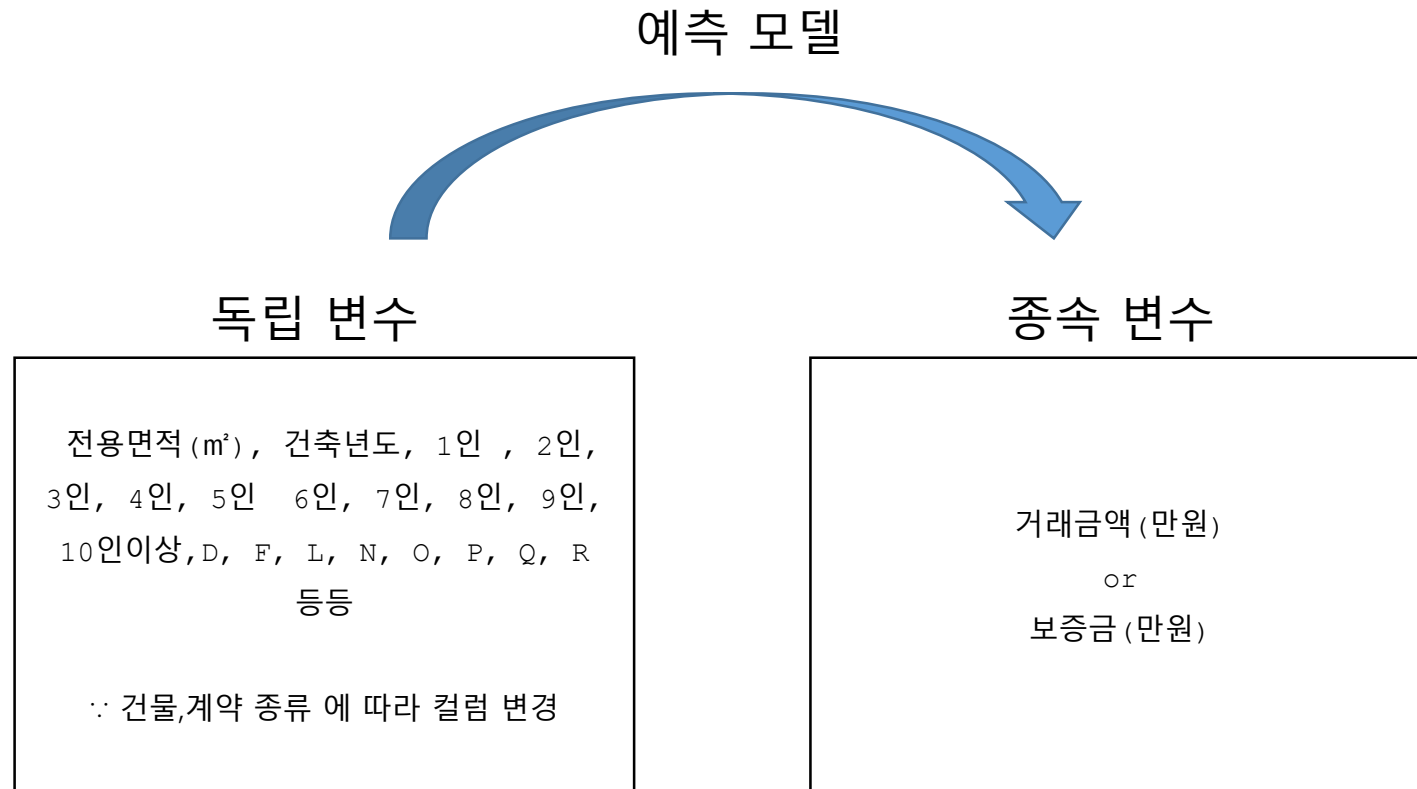 예측 모델
독립 변수
전용면적(㎡), 건축년도, 1인 , 2인,
3인, 4인, 5인  6인, 7인, 8인, 9인,
10인이상,D, F, L, N, O, P, Q, R
등등
∵ 건물,계약 종류 에 따라 컬럼 변경
종속 변수
거래금액(만원)
or
보증금(만원)